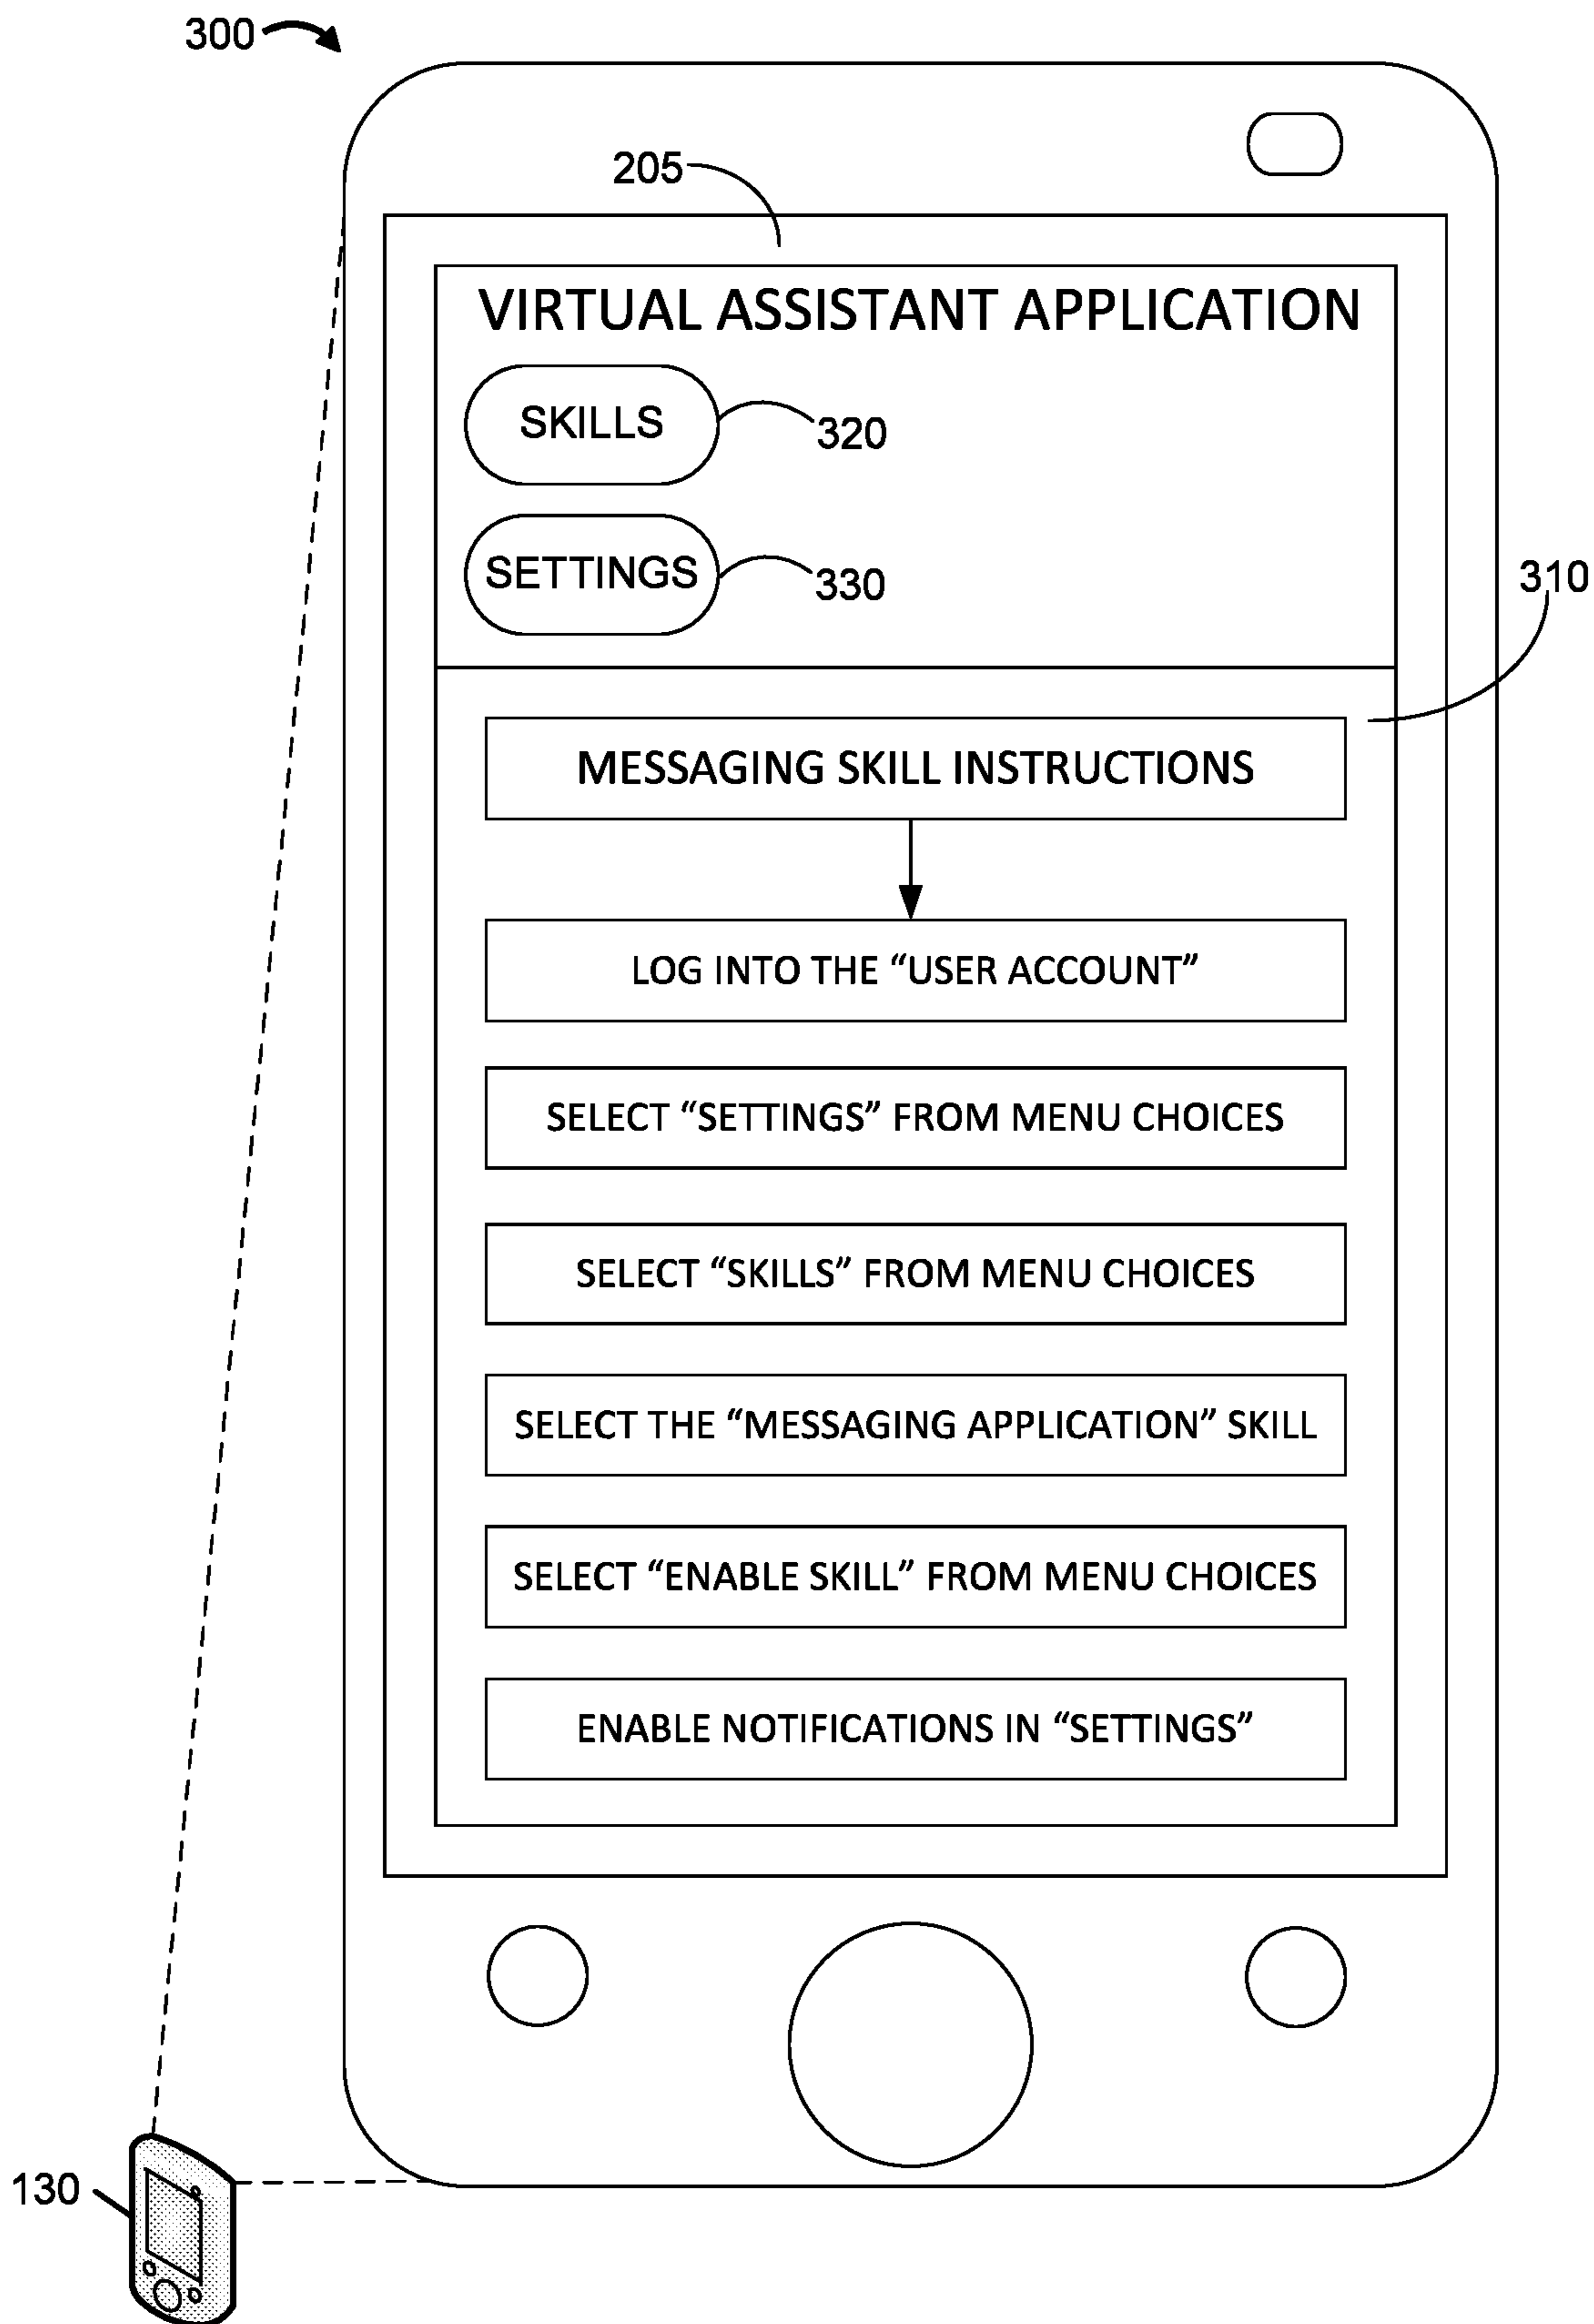 300
205
VIRTUAL ASSISTANT APPLICATION
SKILLS
320
SETTINGS
330
310
MESSAGING SKILL INSTRUCTIONS
LOG INTO THE “USER ACCOUNT”
SELECT “SETTINGS” FROM MENU CHOICES
SELECT “SKILLS” FROM MENU CHOICES
SELECT THE “MESSAGING APPLICATION” SKILL
SELECT “ENABLE SKILL” FROM MENU CHOICES
ENABLE NOTIFICATIONS IN “SETTINGS”
130